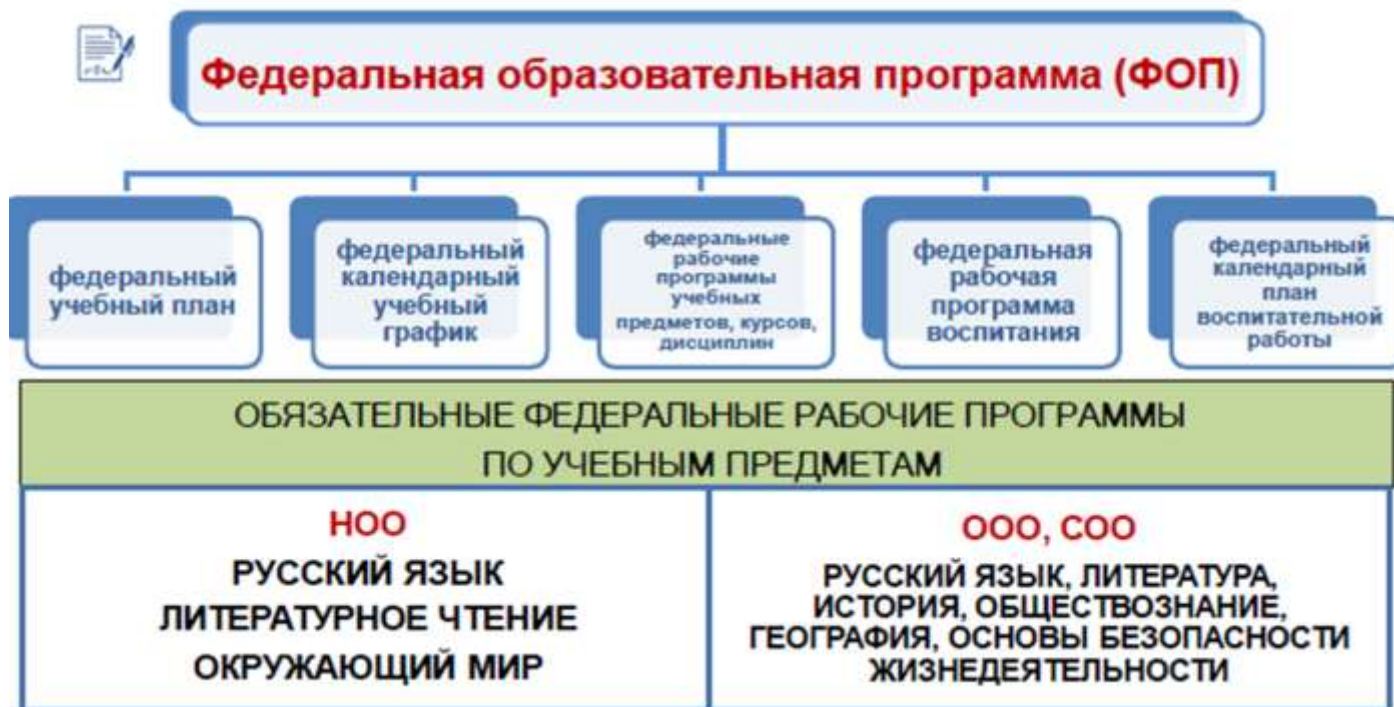 Федеральная образовательная программа (ФОП)
федеральный
учебный план
федеральный
календарный
учебный
график
федеральные
рабочие
программы
учебных
предметов, курсов,
дисциплин
федеральная
рабочая
программа
воспитания
федеральный
календарный
план
воспитательной
работы
ОБЯЗАТЕЛЬНЫЕ ФЕДЕРАЛЬНЫЕ РАБОЧИЕ ПРОГРАММЫ
ПО УЧЕБНЫМ ПРЕДМЕТАМ
НОО
РУССКИЙ ЯЗЫК
ЛИТЕРАТУРНОЕ ЧТЕНИЕ
ОКРУЖАЮЩИЙ МИР
ООО, СОО
РУССКИЙ ЯЗЫК, ЛИТЕРАТУРА,
ИСТОРИЯ, ОБЩЕСТВОЗНАНИЕ,
ГЕОГРАФИЯ, ОСНОВЫ БЕЗОПАСНОСТИ
ЖИЗНЕДЕЯТЕЛЬНОСТИ